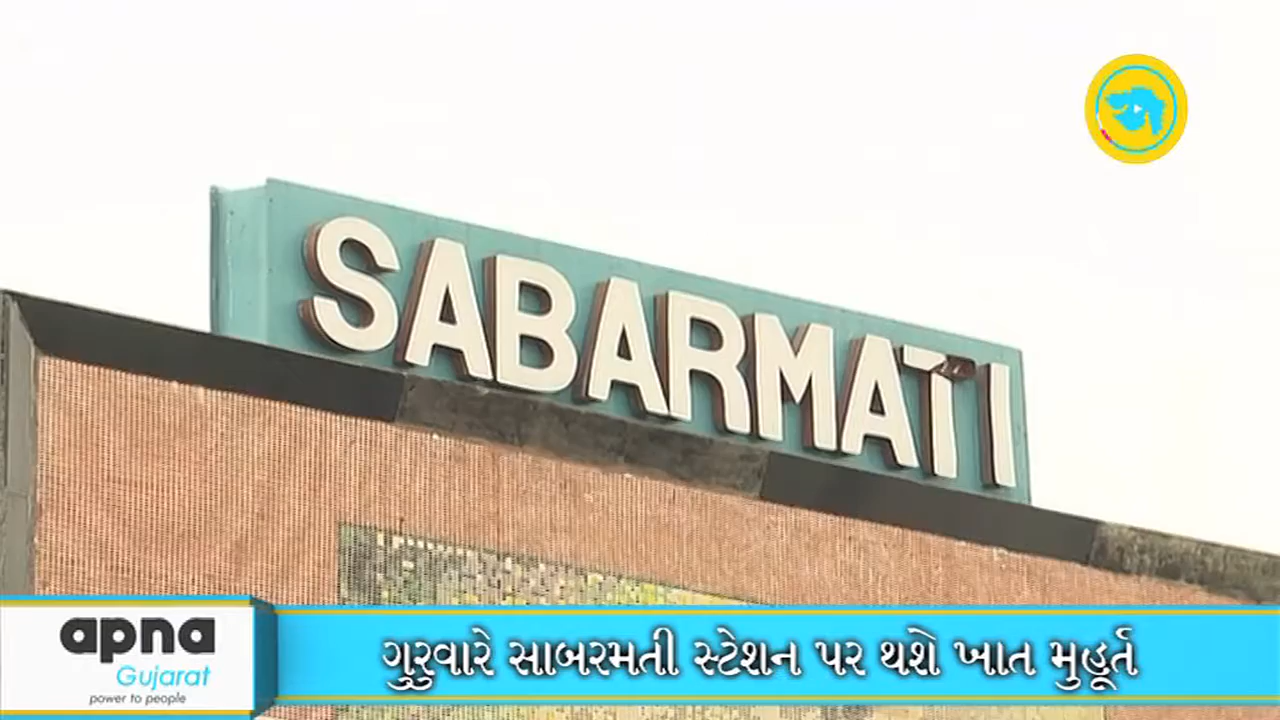 SABARMATI
apna
Gujarat
power to people
ગુરુવારે સાબરમતી સ્ટેશન પર થશે ખાત મુહૂર્ત